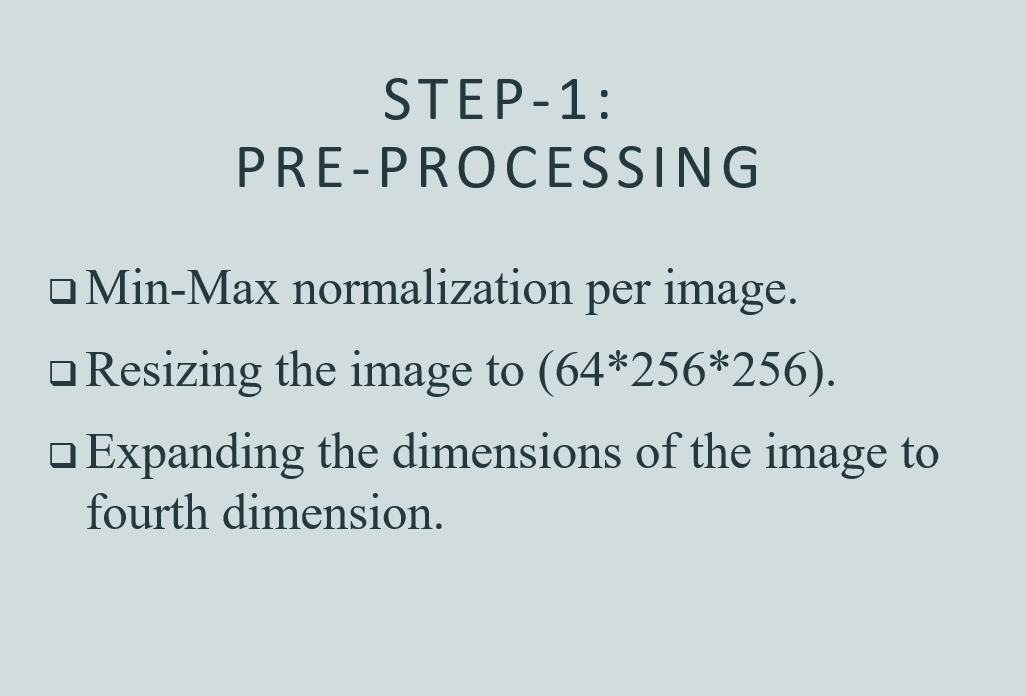 STEP-1:
PRE-PROCESSING
❑ Min-Max normalization per image.
❑ Resizing the image to (64*256*256).
❑ Expanding the dimensions of the image to
fourth dimension.